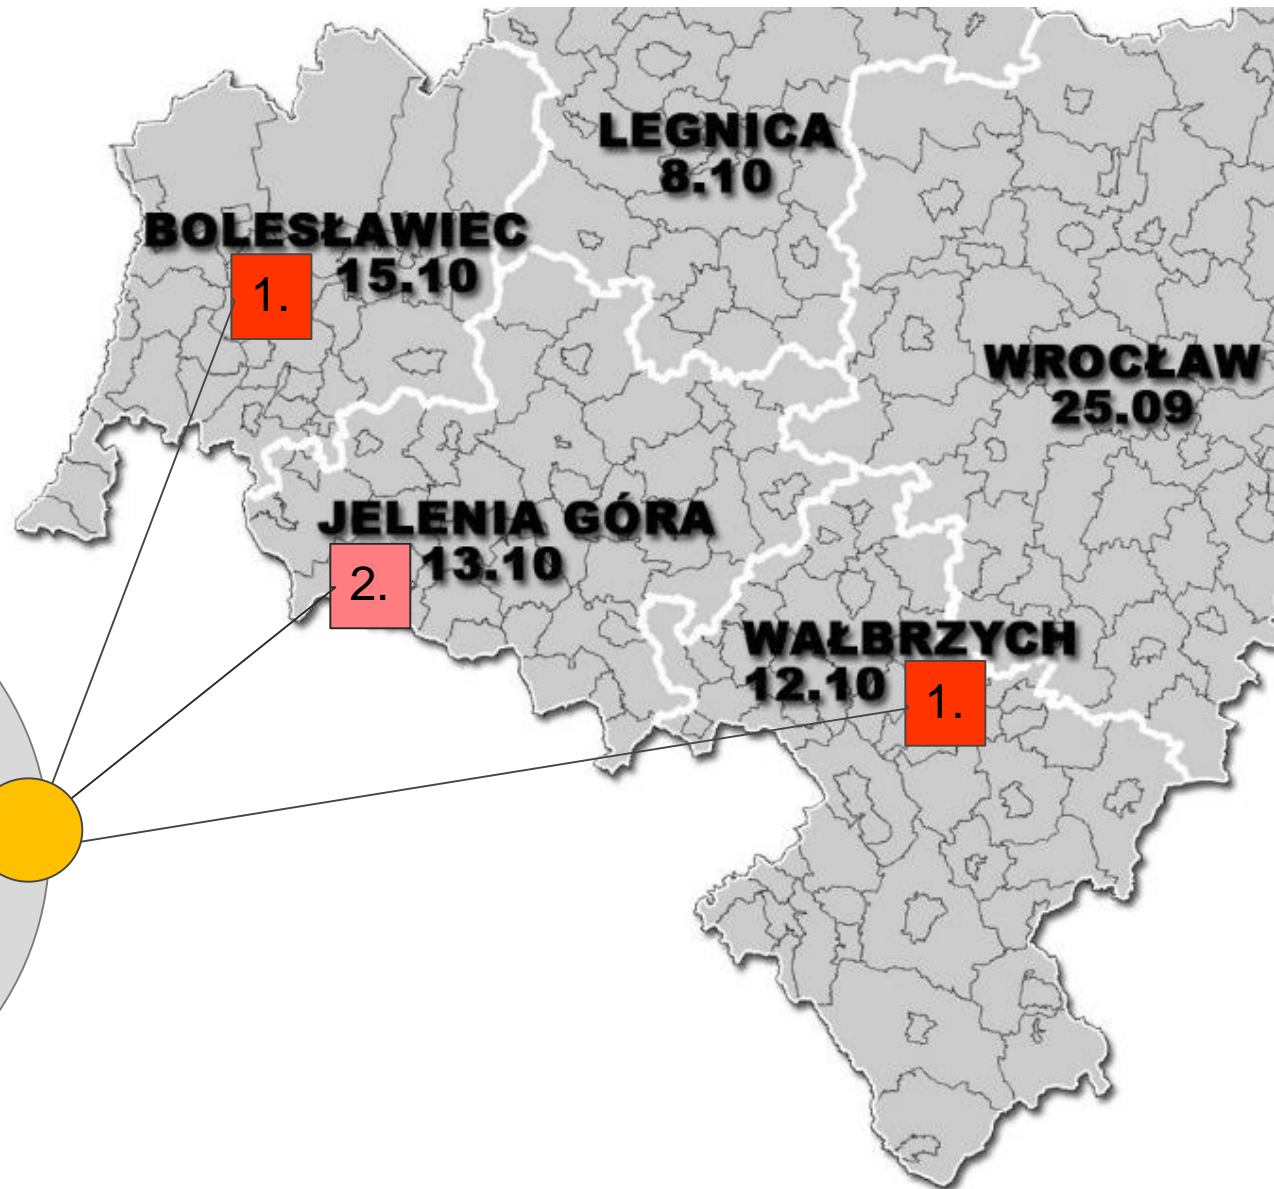 LEGNICA
8.10
BOLESŁAWIEC
15.10
1.
WROCŁAW
25.09
JELENIA GÓRA
13.10
2.
WAŁBRZYCH
12.10
1.